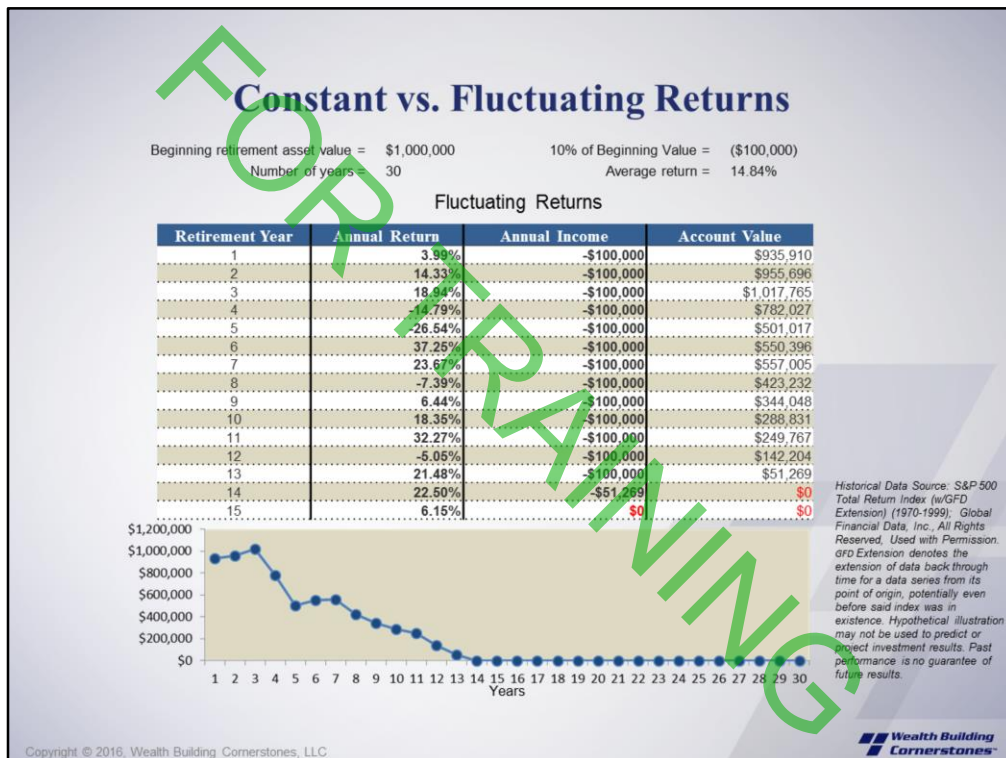 Constant vs. Fluctuating Returns
Beginning retirement asset value = $1,000,000 10% of Beginning Value = ($100,000)
Number of years = 30 Average return = 14.84%
Fluctuating Returns
Retirement Year Annual Return Annual Income Account Value
1 3.99% -$100,000 $935,910
2 14.33% -$100,000 $955,696
3 18.94% -$100,000 $1,017,765
4 -14.79% -$100,000 $782,027
5 -26.54% -$100,000 $501,017
6 37.25% -$100,000 $550,396
7 23.67% -$100,000 $557,005
8 -7.39% -$100,000 $423,232
9 6.44% -$100,000 $344,048
10 18.35% -$100,000 $288,831
11 32.27% -$100,000 $249,767
12 -5.05% -$100,000 $142,204
13 21.48% -$100,000 $51,269
14 22.50% -$51,269 $0
15 6.15% $0 $0
$1,200,000
$1,000,000
$800,000
$600,000
$400,000
$200,000
$0
1 2 3 4 5 6 7 8 9 10 11 12 13 14 15 16 17 18 19 20 21 22 23 24 25 26 27 28 29 30
Years
Historical Data Source: S&P 500
Total Return Index (w/GFD
Extension) (1970-1999); Global
Financial Data, Inc., All Rights
Reserved, Used with Permission.
GFD Extension denotes the
extension of data back through
time for a data series from its
point of origin, potentially even
before said index was in
existence. Hypothetical illustration
may not be used to predict or
project investment results. Past
performance is no guarantee of
future results.
FOR TRAINING
Copyright © 2016, Wealth Building Cornerstones, LLC
Wealth Building
Cornerstones